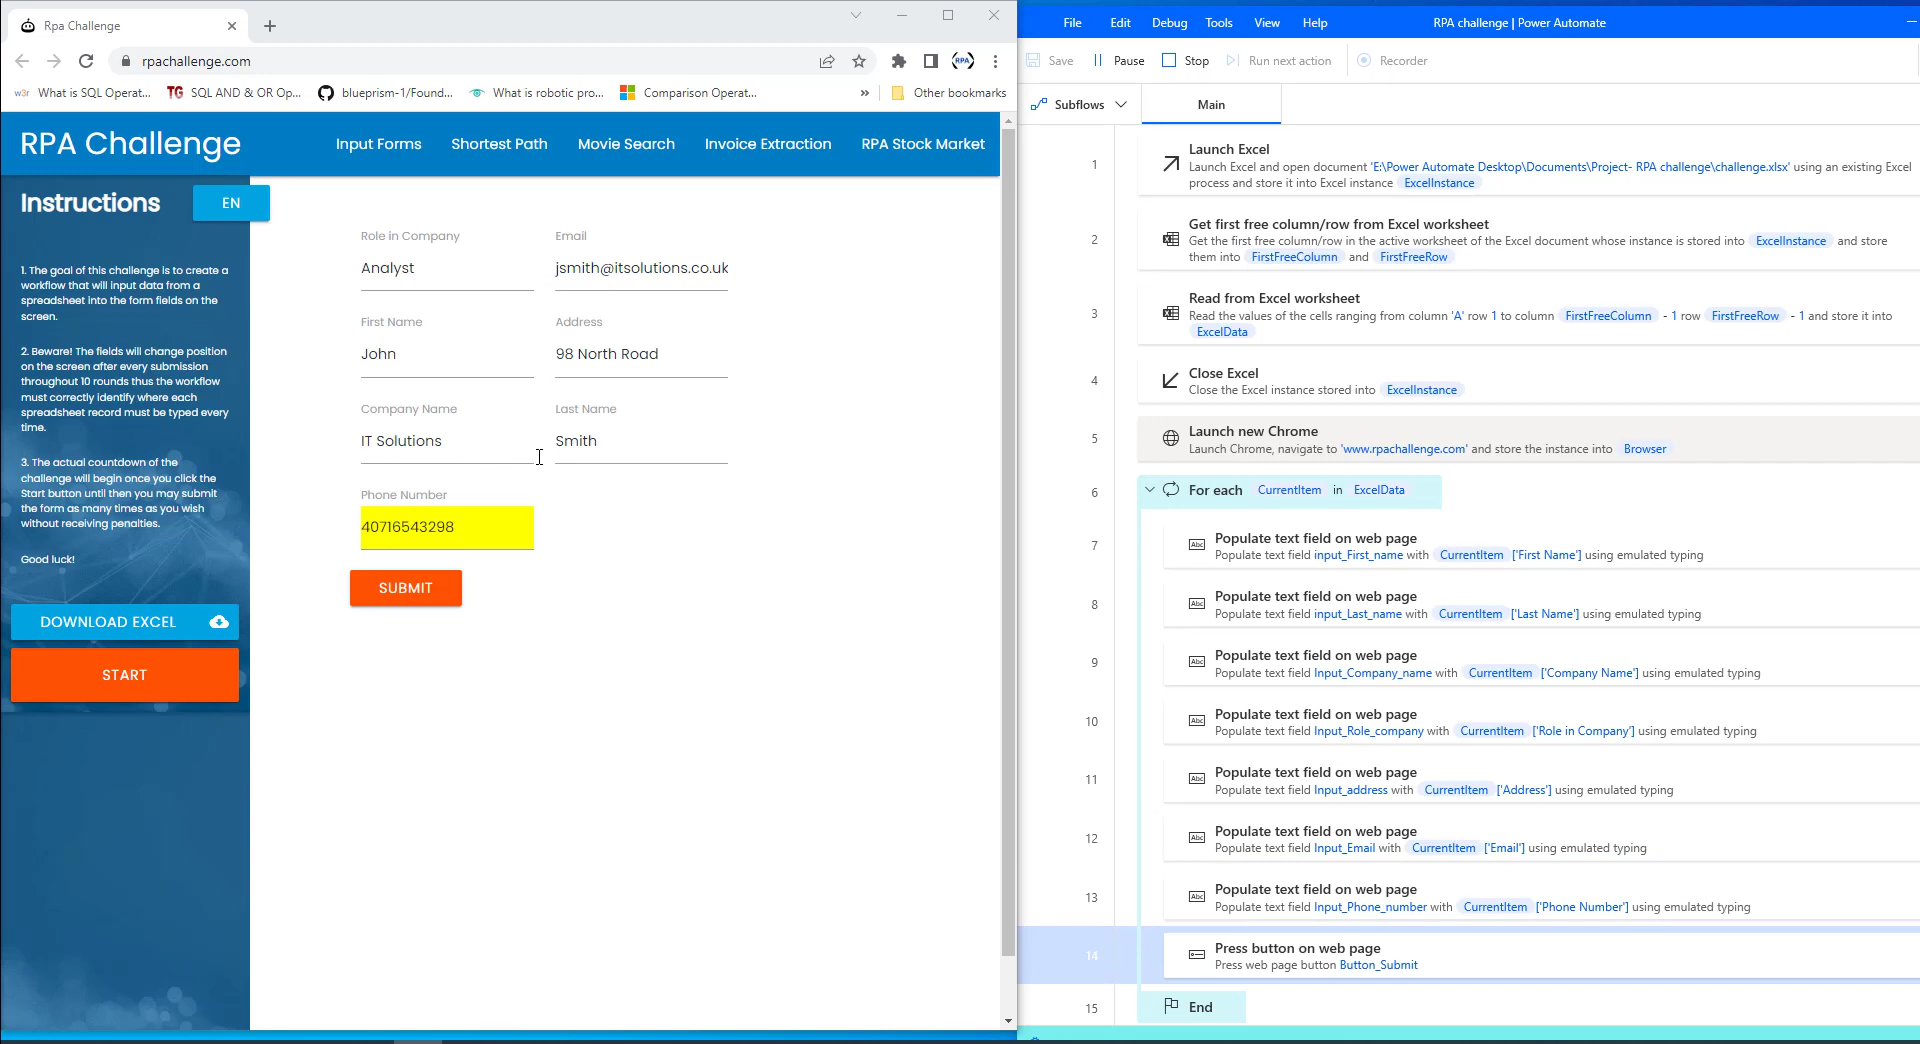 Rpa Challenge
rpachallenge.com
RPA
w3r What is SQL Operat...
TG SQL AND & OR Op...
blueprism-1/Found...
What is robotic pro...
Comparison Operat...
»
Other bookmarks
RPA Challenge
Input Forms
Shortest Path
Movie Search
Invoice Extraction
RPA Stock Market
Instructions
EN
1. The goal of this challenge is to create a
workflow that will input data from a
spreadsheet into the form fields on the
screen.
2. Beware! The fields will change position
on the screen after every submission
throughout 10 rounds thus the workflow
must correctly identify where each
spreadsheet record must be typed every
time.
3. The actual countdown of the
challenge will begin once you click the
Start button until then you may submit
the form as many times as you wish
without receiving penalties.
Good luck!
DOWNLOAD EXCEL
START
Role in Company
Analyst
Email
jsmith@itsolutions.co.uk
First Name
John
Address
98 North Road
Company Name
IT Solutions
Last Name
Smith
Phone Number
40716543298
SUBMIT
File Edit Debug Tools View Help
RPA challenge | Power Automate
Save Pause Stop Run next action Recorder
Subflows
Main
1
Launch Excel
Launch Excel and open document 'E:\Power Automate Desktop\Documents\Project- RPA challenge\challenge.xlsx' using an existing Excel
process and store it into Excel instance ExcelInstance
2
Get first free column/row from Excel worksheet
Get the first free column/row in the active worksheet of the Excel document whose instance is stored into ExcelInstance and store
them into FirstFreeColumn and FirstFreeRow
3
Read from Excel worksheet
Read the values of the cells ranging from column 'A' row 1 to column FirstFreeColumn - 1 row FirstFreeRow - 1 and store it into
ExcelData
4
Close Excel
Close the Excel instance stored into ExcelInstance
5
Launch new Chrome
Launch Chrome, navigate to 'www.rpachallenge.com' and store the instance into Browser
6
For each CurrentItem in ExcelData
7
Abc
Populate text field on web page
Populate text field input_First_name with CurrentItem ['First Name'] using emulated typing
8
Abc
Populate text field on web page
Populate text field input_Last_name with CurrentItem ['Last Name'] using emulated typing
9
Abc
Populate text field on web page
Populate text field Input_Company_name with CurrentItem ['Company Name'] using emulated typing
10
Abc
Populate text field on web page
Populate text field Input_Role_company with CurrentItem ['Role in Company'] using emulated typing
11
Abc
Populate text field on web page
Populate text field Input_address with CurrentItem ['Address'] using emulated typing
12
Abc
Populate text field on web page
Populate text field Input_Email with CurrentItem ['Email'] using emulated typing
13
Abc
Populate text field on web page
Populate text field Input_Phone_number with CurrentItem ['Phone Number'] using emulated typing
14
Press button on web page
Press web page button Button_Submit
15
End